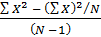 ∑X² − (∑X)²/N
(N − 1)